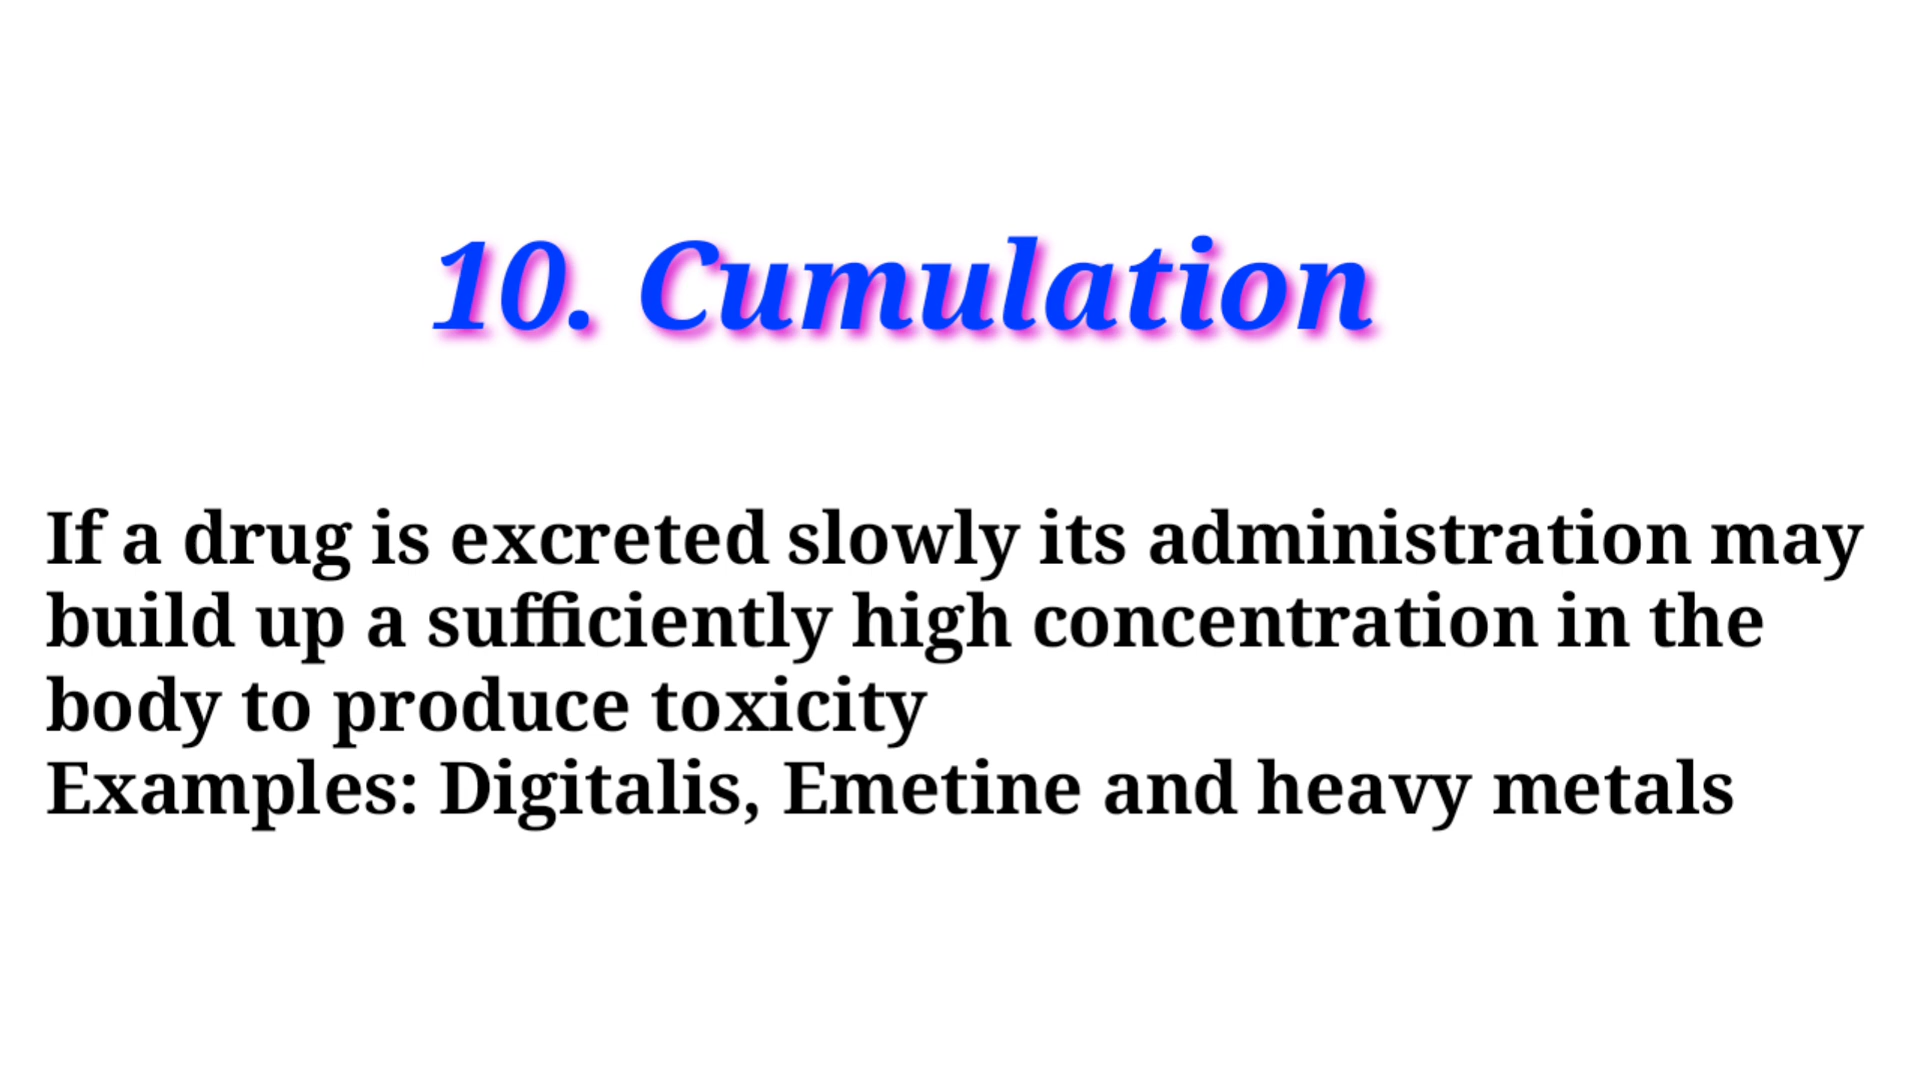 10. Cumulation
If a drug is excreted slowly its administration may
build up a sufficiently high concentration in the
body to produce toxicity
Examples: Digitalis, Emetine and heavy metals